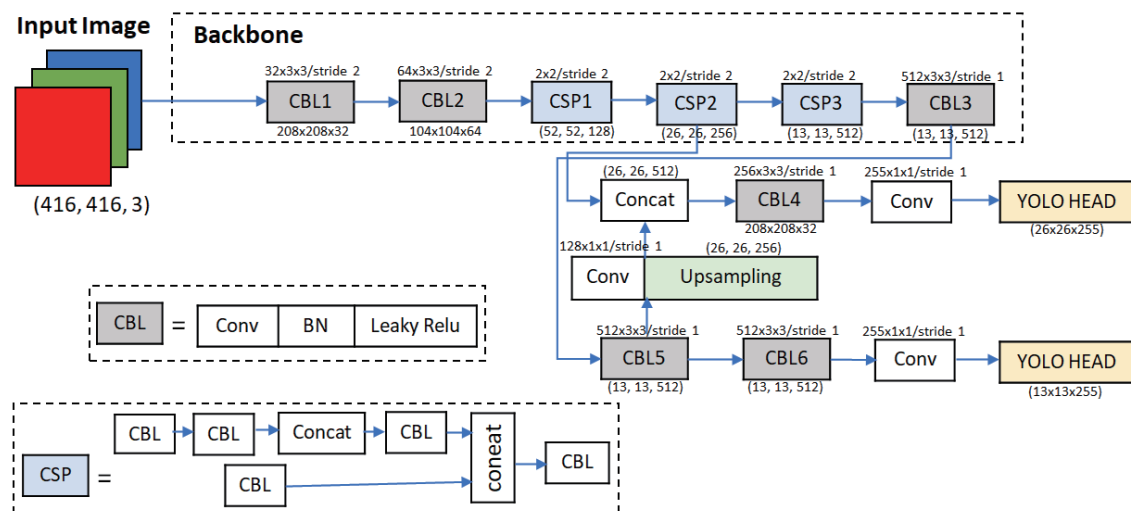 Input Image
Backbone
32x3x3/stride 2
64x3x3/stride 2
2x2/stride 2
2x2/stride 2
2x2/stride 2
512x3x3/stride 1
CBL1
CBL2
CSP1
CSP2
CSP3
CBL3
208x208x32
104x104x64
(52, 52, 128)
(26, 26, 256)
(13, 13, 512)
(13, 13, 512)
(416, 416, 3)
(26, 26, 512)
256x3x3/stride 1
255x1x1/stride 1
Concat
CBL4
Conv
YOLO HEAD
208x208x32
(26x26x255)
128x1x1/stride 1
(26, 26, 256)
Conv
Upsampling
CBL
=
Conv
BN
Leaky Relu
512x3x3/stride 1
512x3x3/stride 1
255x1x1/stride 1
CBL5
CBL6
Conv
YOLO HEAD
(13, 13, 512)
(13, 13, 512)
(13x13x255)
CSP
=
CBL
CBL
Concat
CBL
CBL
coneat
CBL